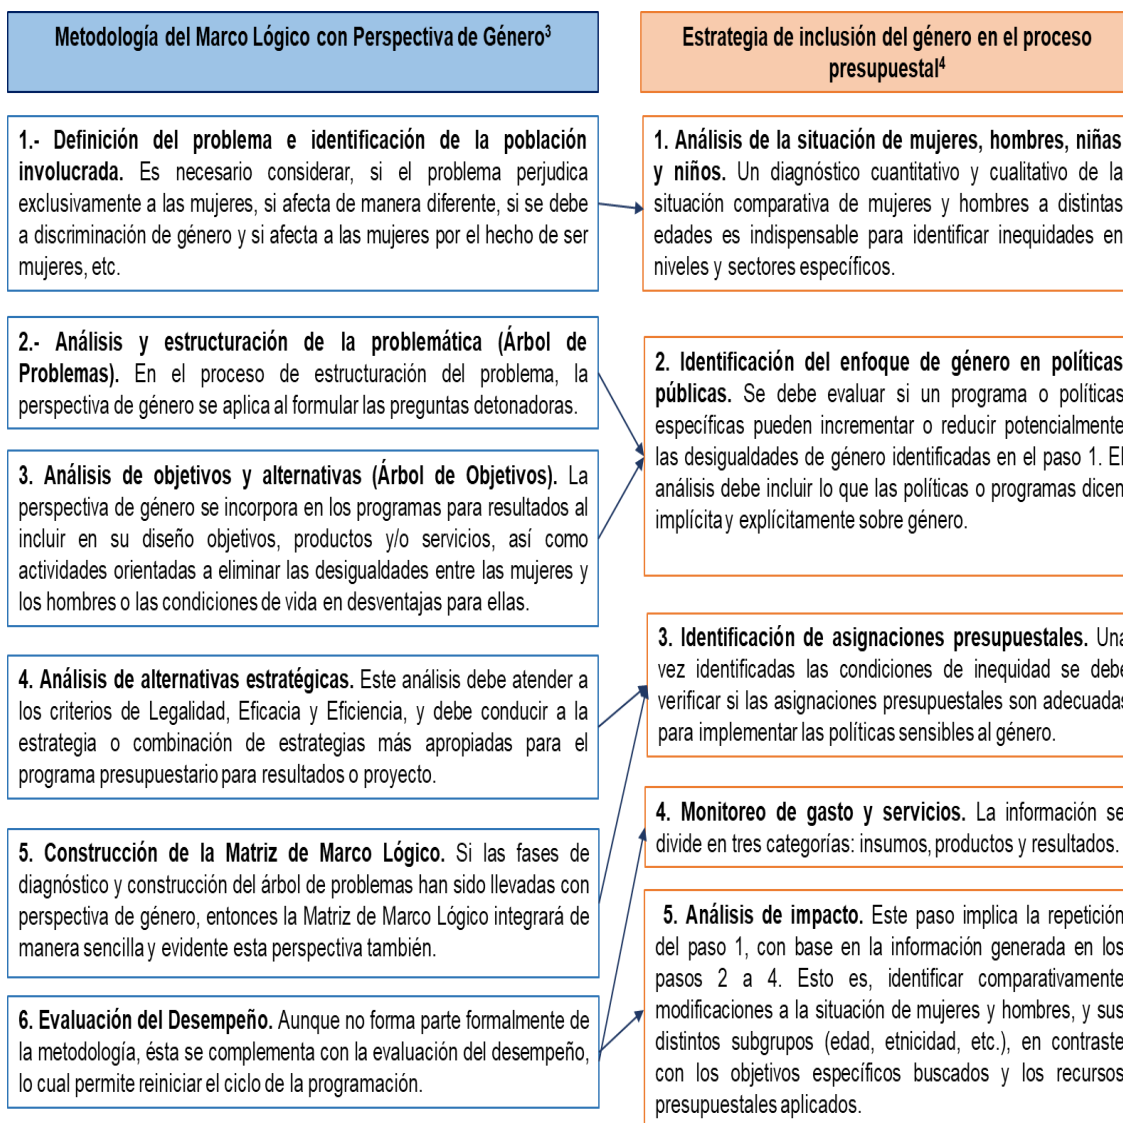 Metodología del Marco Lógico con Perspectiva de Género³
1.- Definición del problema e identificación de la población
involucrada. Es necesario considerar, si el problema perjudica
exclusivamente a las mujeres, si afecta de manera diferente, si se debe
a discriminación de género y si afecta a las mujeres por el hecho de ser
mujeres, etc.
2.- Análisis y estructuración de la problemática (Árbol de
Problemas). En el proceso de estructuración del problema, la
perspectiva de género se aplica al formular las preguntas detonadoras.
3. Análisis de objetivos y alternativas (Árbol de Objetivos). La
perspectiva de género se incorpora en los programas para resultados al
incluir en su diseño objetivos, productos y/o servicios, así como
actividades orientadas a eliminar las desigualdades entre las mujeres y
los hombres o las condiciones de vida en desventajas para ellas.
4. Análisis de alternativas estratégicas. Este análisis debe atender a
los criterios de Legalidad, Eficacia y Eficiencia, y debe conducir a la
estrategia o combinación de estrategias más apropiadas para el
programa presupuestario para resultados o proyecto.
5. Construcción de la Matriz de Marco Lógico. Si las fases de
diagnóstico y construcción del árbol de problemas han sido llevadas con
perspectiva de género, entonces la Matriz de Marco Lógico integrará de
manera sencilla y evidente esta perspectiva también.
6. Evaluación del Desempeño. Aunque no forma parte formalmente de
la metodología, ésta se complementa con la evaluación del desempeño,
lo cual permite reiniciar el ciclo de la programación.
Estrategia de inclusión del género en el proceso
presupuestal⁴
1. Análisis de la situación de mujeres, hombres, niñas
y niños. Un diagnóstico cuantitativo y cualitativo de la
situación comparativa de mujeres y hombres a distintas
edades es indispensable para identificar inequidades en
niveles y sectores específicos.
2. Identificación del enfoque de género en políticas
públicas. Se debe evaluar si un programa o políticas
específicas pueden incrementar o reducir potencialmente
las desigualdades de género identificadas en el paso 1. El
análisis debe incluir lo que las políticas o programas dicen
implícita y explícitamente sobre género.
3. Identificación de asignaciones presupuestales. Una
vez identificadas las condiciones de inequidad se debe
verificar si las asignaciones presupuestales son adecuadas
para implementar las políticas sensibles al género.
4. Monitoreo de gasto y servicios. La información se
divide en tres categorías: insumos, productos y resultados.
5. Análisis de impacto. Este paso implica la repetición
del paso 1, con base en la información generada en los
pasos 2 a 4. Esto es, identificar comparativamente
modificaciones a la situación de mujeres y hombres, y sus
distintos subgrupos (edad, etnicidad, etc.), en contraste
con los objetivos específicos buscados y los recursos
presupuestales aplicados.